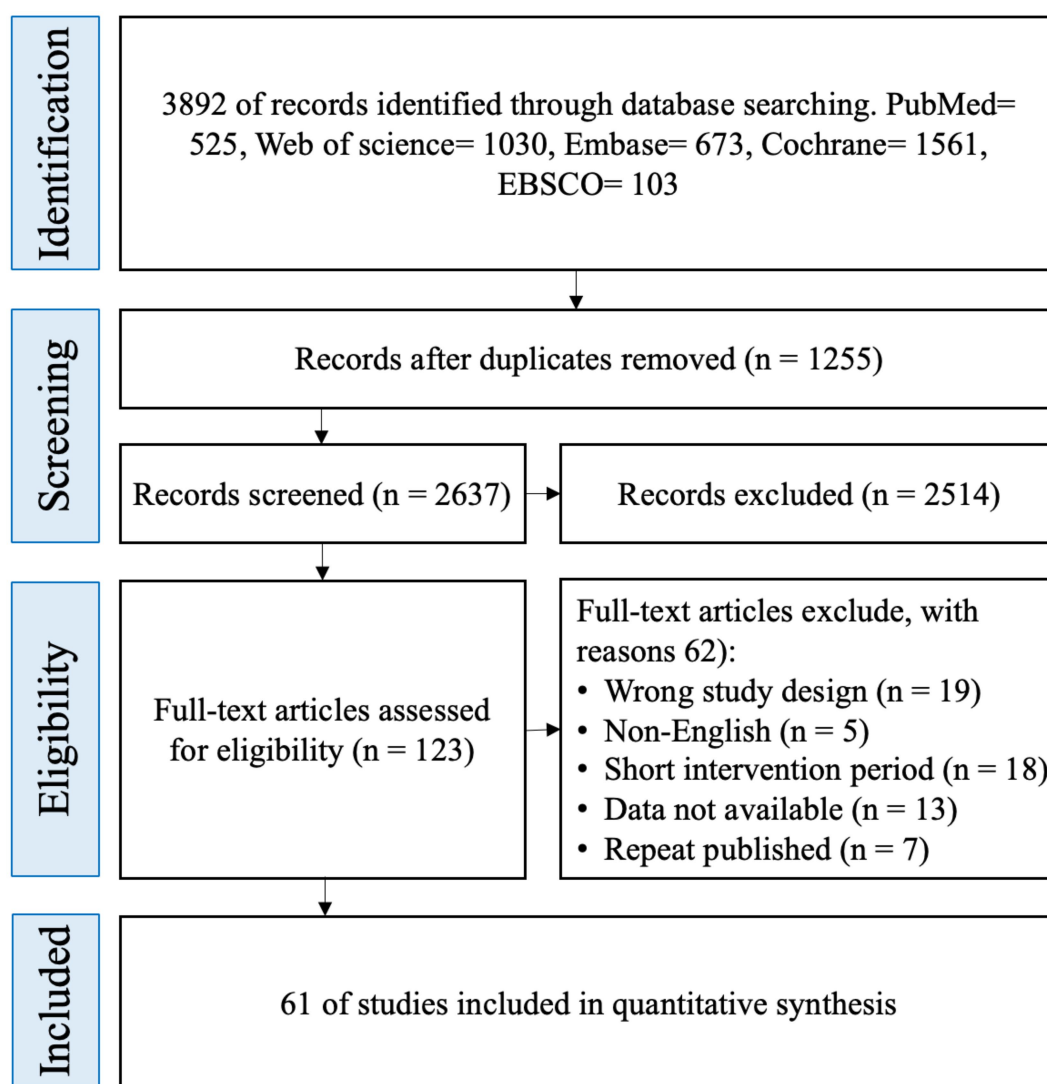 Identification
3892 of records identified through database searching. PubMed=
525, Web of science= 1030, Embase= 673, Cochrane= 1561,
EBSCO= 103
Screening
Records after duplicates removed (n = 1255)
Records screened (n = 2637)
Records excluded (n = 2514)
Eligibility
Full-text articles assessed
for eligibility (n = 123)
Full-text articles exclude, with
reasons 62):
• Wrong study design (n = 19)
• Non-English (n = 5)
• Short intervention period (n = 18)
• Data not available (n = 13)
• Repeat published (n = 7)
Included
61 of studies included in quantitative synthesis